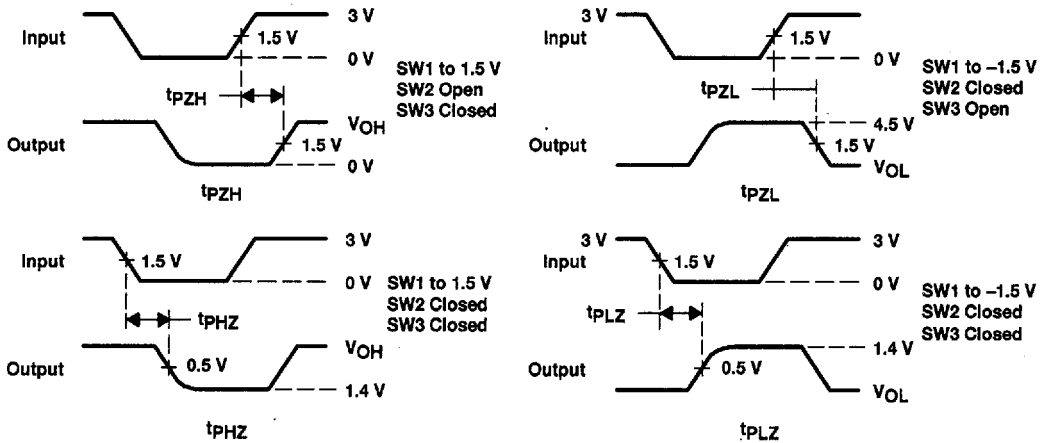 Input
3 V
1.5 V
0 V
SW1 to 1.5 V
SW2 Open
SW3 Closed
tPZH
Output
VOH
1.5 V
0 V
tPZH
3 V
Input
1.5 V
0 V
SW1 to –1.5 V
SW2 Closed
SW3 Open
tPZL
Output
4.5 V
1.5 V
VOL
tPZL
Input
3 V
1.5 V
0 V
SW1 to 1.5 V
SW2 Closed
SW3 Closed
tPHZ
Output
VOH
0.5 V
1.4 V
tPHZ
3 V
Input
3 V
1.5 V
0 V
SW1 to –1.5 V
SW2 Closed
SW3 Closed
tPLZ
Output
1.4 V
0.5 V
VOL
tPLZ